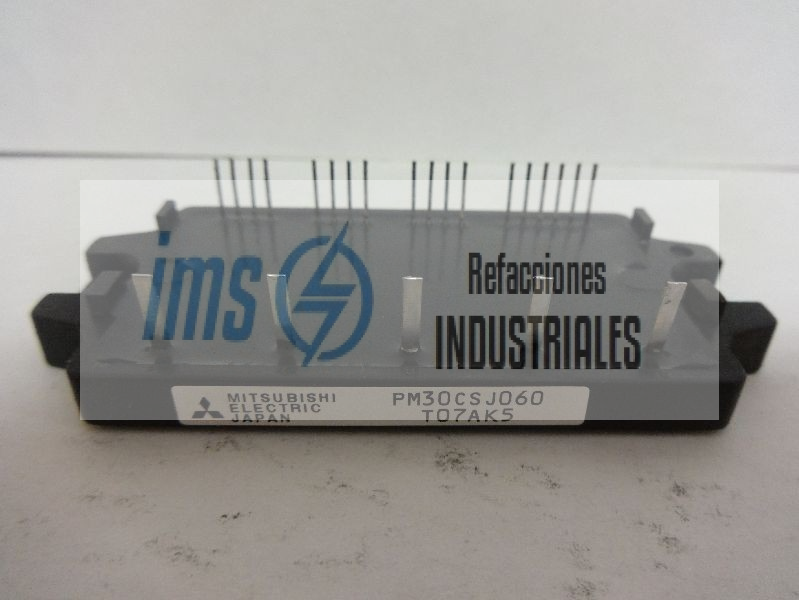 ims
Refacciones
INDUSTRIALES
MITSUBISHI
ELECTRIC
JAPAN
PM30CSJ060
T07AK5